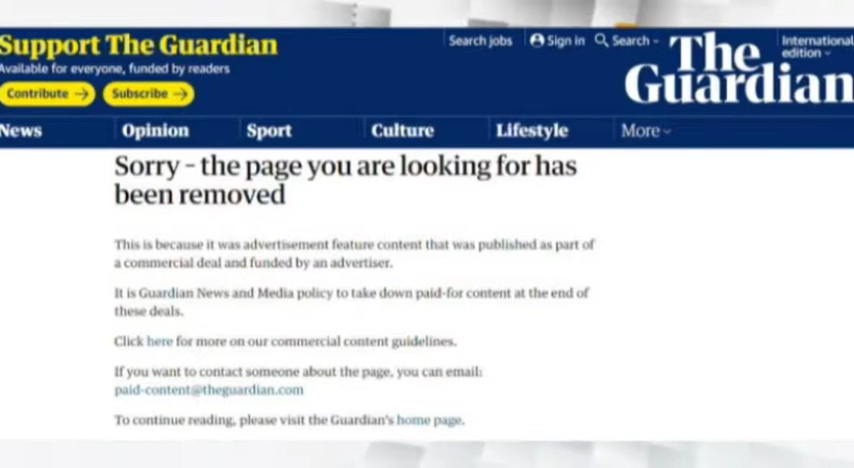 Support The Guardian
Available for everyone, funded by readers
Contribute → Subscribe →
Search jobs Sign in Search
The Guardian
International edition
News Opinion Sport Culture Lifestyle More
Sorry – the page you are looking for has
been removed
This is because it was advertisement feature content that was published as part of
a commercial deal and funded by an advertiser.
It is Guardian News and Media policy to take down paid-for content at the end of
these deals.
Click here for more on our commercial content guidelines.
If you want to contact someone about the page, you can email:
paid-content@theguardian.com
To continue reading, please visit the Guardian's home page.